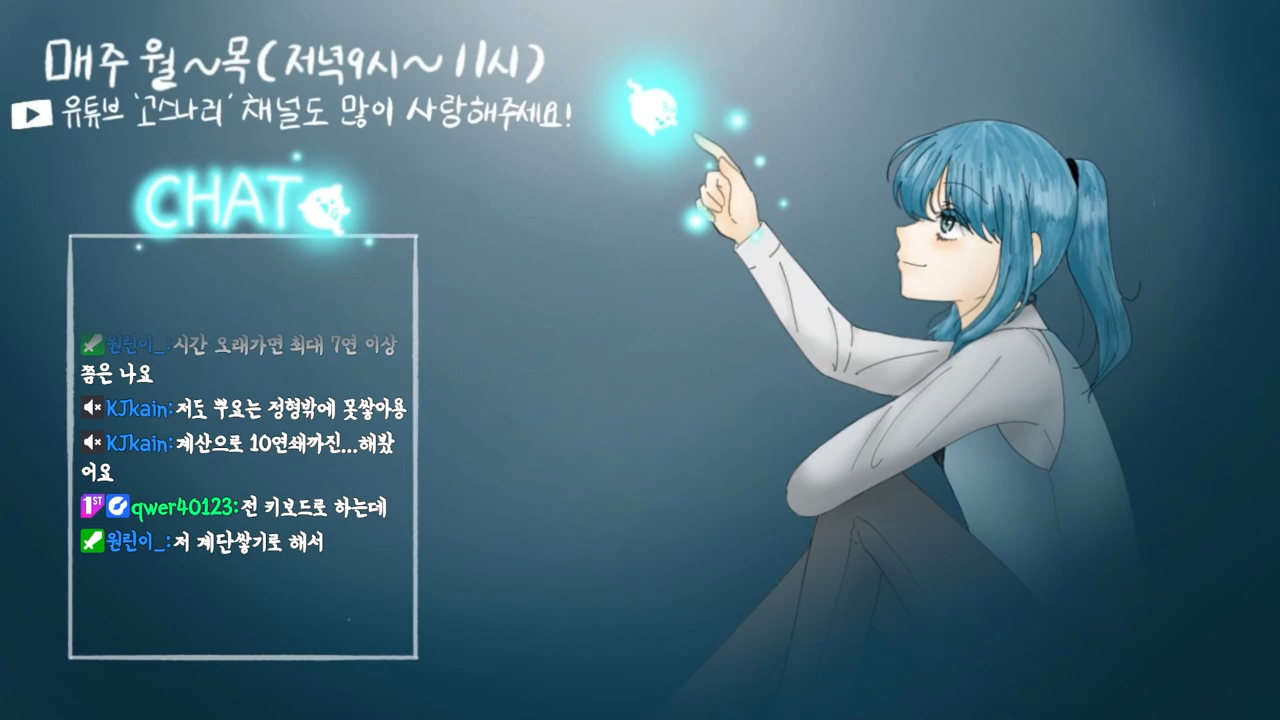 매주 월~목(저녁9시~11시)
유튜브 '고스나리' 채널도 많이 사랑해주세요!
CHAT
원린이_:시간 오래가면 최대 7연 이상
쯤은 나요
KJkain:저도 뿌요는 정형밖에 못쌓아용
KJkain:계산으로 10연쇄까진...해봤
어요
1ST qwer40123:전 키보드로 하는데
원린이_:저 계단쌓기로 해서